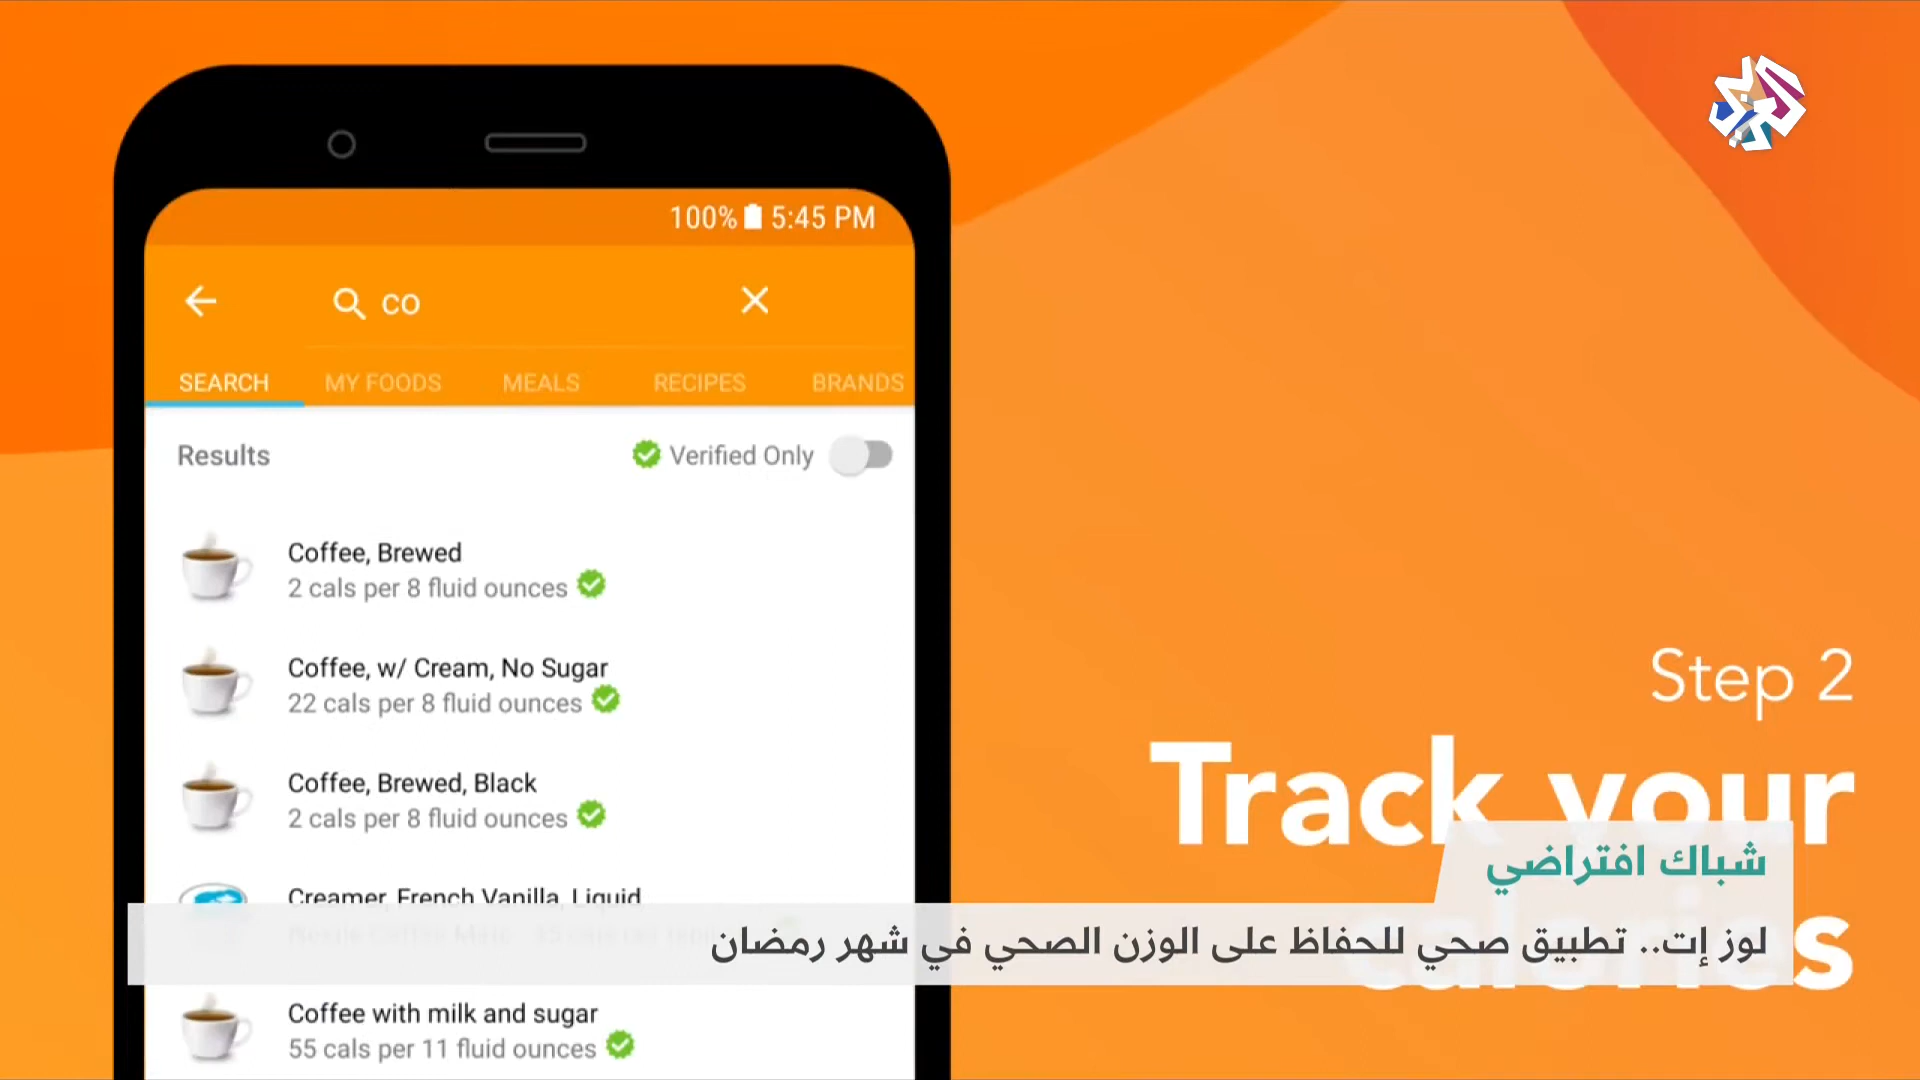 100% 5:45 PM
co
SEARCH MY FOODS MEALS RECIPES BRANDS
Results Verified Only
Coffee, Brewed
2 cals per 8 fluid ounces
Coffee, w/ Cream, No Sugar
22 cals per 8 fluid ounces
Coffee, Brewed, Black
2 cals per 8 fluid ounces
Creamer, French Vanilla, Liquid
Coffee with milk and sugar
55 cals per 11 fluid ounces
Step 2
Track your
calories
شباك افتراضي
لوز إت.. تطبيق صحي للحفاظ على الوزن الصحي في شهر رمضان